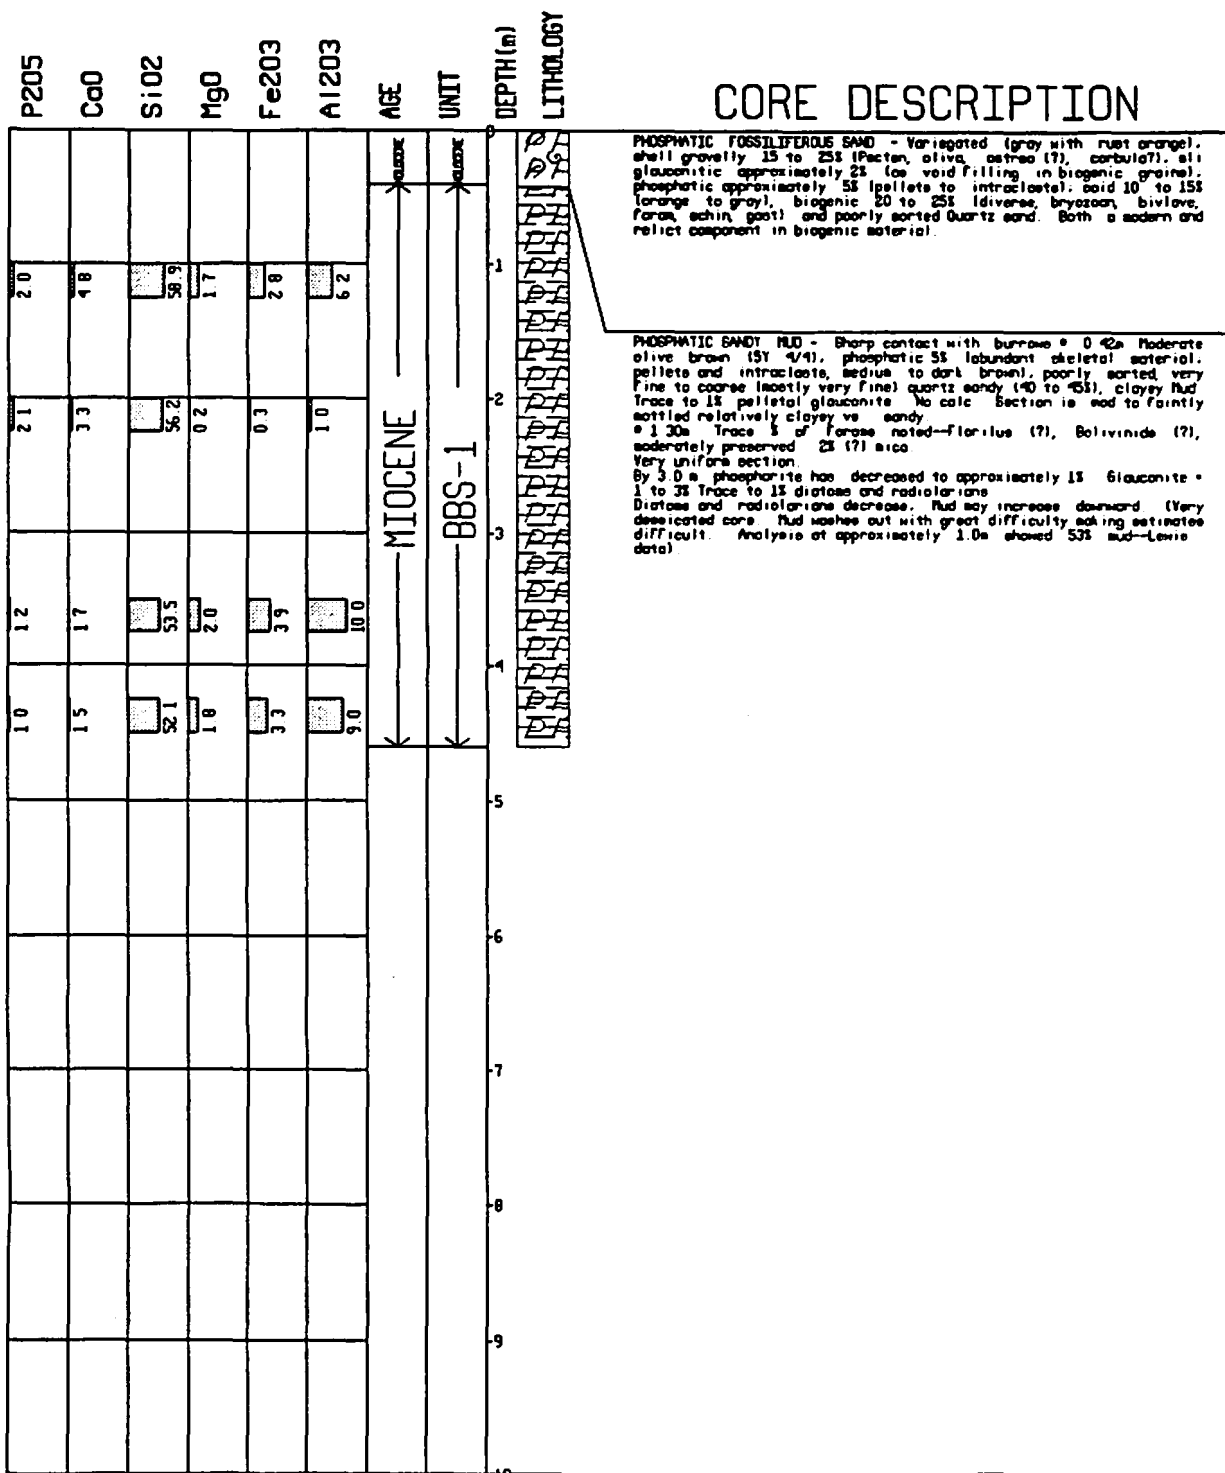 P2O5 CaO SiO2 MgO Fe2O3 Al2O3 AGE UNIT DEPTH(m) LITHOLOGY
CORE DESCRIPTION
0
PHOSPHATIC FOSSILIFEROUS SAND - Variegated (gray with rust orange).
shell gravelly 15 to 25% (Pecten, oliva, ostrea (?), corbula?). sli
glauconitic approximately 2% (as void filling in biogenic grains).
phosphatic approximately 5% (pellets to intraclasts). ooid 10 to 15%
(orange to gray), biogenic 20 to 25% (diverse, bryozoan, bivlave,
foram, echin, gast) and poorly sorted Quartz sand. Both a modern and
relict component in biogenic material.
2.0 4.8 58.9 1.7 2.8 6.2
-1
PHOSPHATIC SANDY MUD - Sharp contact with burrows @ 0.42m Moderate
olive brown (5Y 4/4). phosphatic 5% (abundant skeletal material.
pellets and intraclasts, medium to dark brown). poorly sorted, very
fine to coarse (mostly very fine) quartz sandy (40 to 45%), clayey Mud
Trace to 1% pelletal glauconite No calc Section is mod to faintly
mottled relatively clayey vs sandy
@ 1.30m Trace % of forams noted--Florilus (?), Bolivinids (?),
moderately preserved 2% (?) mica
Very uniform section.
By 3.0 m phosphorite has decreased to approximately 1% Glauconite =
1 to 3% Trace to 1% diatoms and radiolarians
Diatoms and radiolarians decrease. Mud may increase downward. (Very
dessicated core. Mud washes out with great difficulty making estimates
difficult. Analysis at approximately 1.0m showed 53% mud--Lewis
data)
2.1 3.3 56.2 0.2 0.3 1.0
-2
MIOCENE
BBS-1
-3
1.2 1.7 53.5 2.0 3.9 10.0
-4
1.0 1.5 52.1 1.8 3.3 9.0
-5
-6
-7
-8
-9